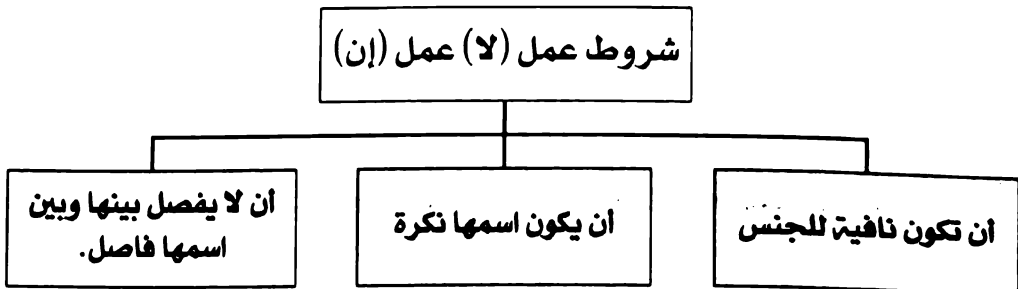 شروط عمل (لا) عمل (إن)
أن تكون نافية للجنس
أن يكون اسمها نكرة
أن لا يفصل بينها وبين
اسمها فاصل.